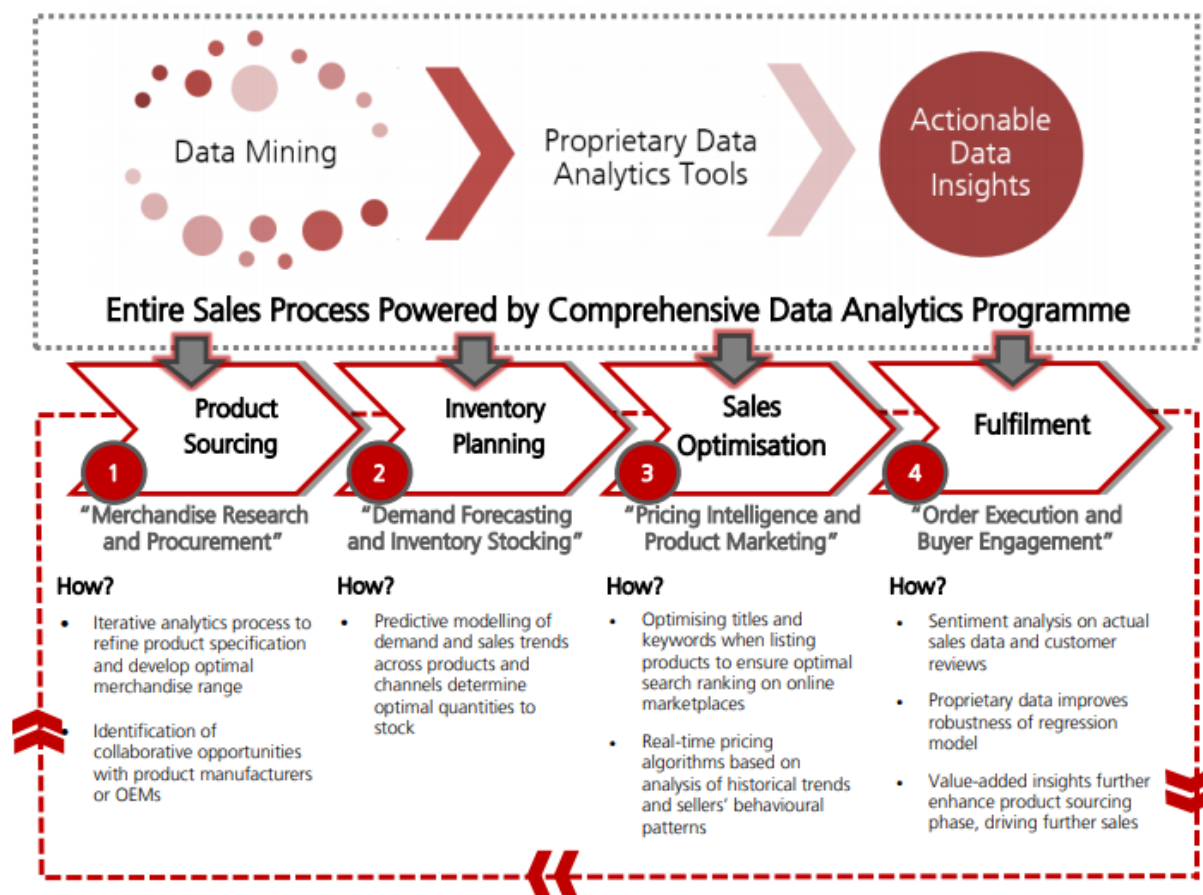 Data Mining
Proprietary Data
Analytics Tools
Actionable
Data
Insights
Entire Sales Process Powered by Comprehensive Data Analytics Programme
Product
Sourcing
1
"Merchandise Research
and Procurement"
How?
• Iterative analytics process to
refine product specification
and develop optimal
merchandise range
• Identification of
collaborative opportunities
with product manufacturers
or OEMs
Inventory
Planning
2
"Demand Forecasting
and Inventory Stocking"
How?
• Predictive modelling of
demand and sales trends
across products and
channels determine
optimal quantities to
stock
Sales
Optimisation
3
"Pricing Intelligence and
Product Marketing"
How?
• Optimising titles and
keywords when listing
products to ensure optimal
search ranking on online
marketplaces
• Real-time pricing
algorithms based on
analysis of historical trends
and sellers' behavioural
patterns
Fulfilment
4
"Order Execution and
Buyer Engagement"
How?
• Sentiment analysis on actual
sales data and customer
reviews
• Proprietary data improves
robustness of regression
model
• Value-added insights further
enhance product sourcing
phase, driving further sales